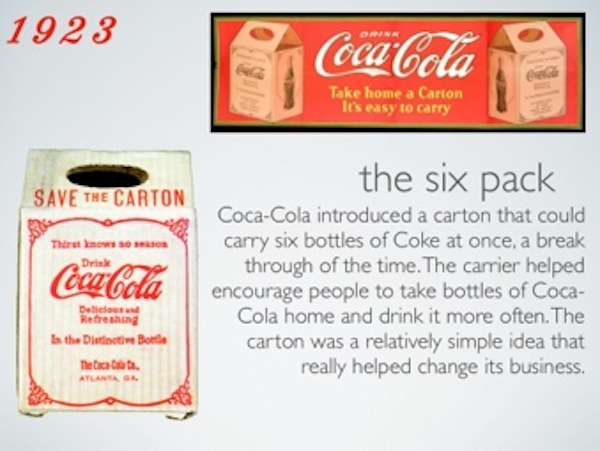 1923
DRINK
Coca-Cola
Take home a Carton
It's easy to carry
Coca-Cola
Coca-Cola
the six pack
Coca-Cola introduced a carton that could
carry six bottles of Coke at once, a break
through of the time. The carrier helped
encourage people to take bottles of Coca-
Cola home and drink it more often. The
carton was a relatively simple idea that
really helped change its business.
SAVE THE CARTON
Thirst knows no season
Drink
Coca-Cola
Delicious and
Refreshing
In the Distinctive Bottle
The Coca-Cola Co.,
ATLANTA, GA.